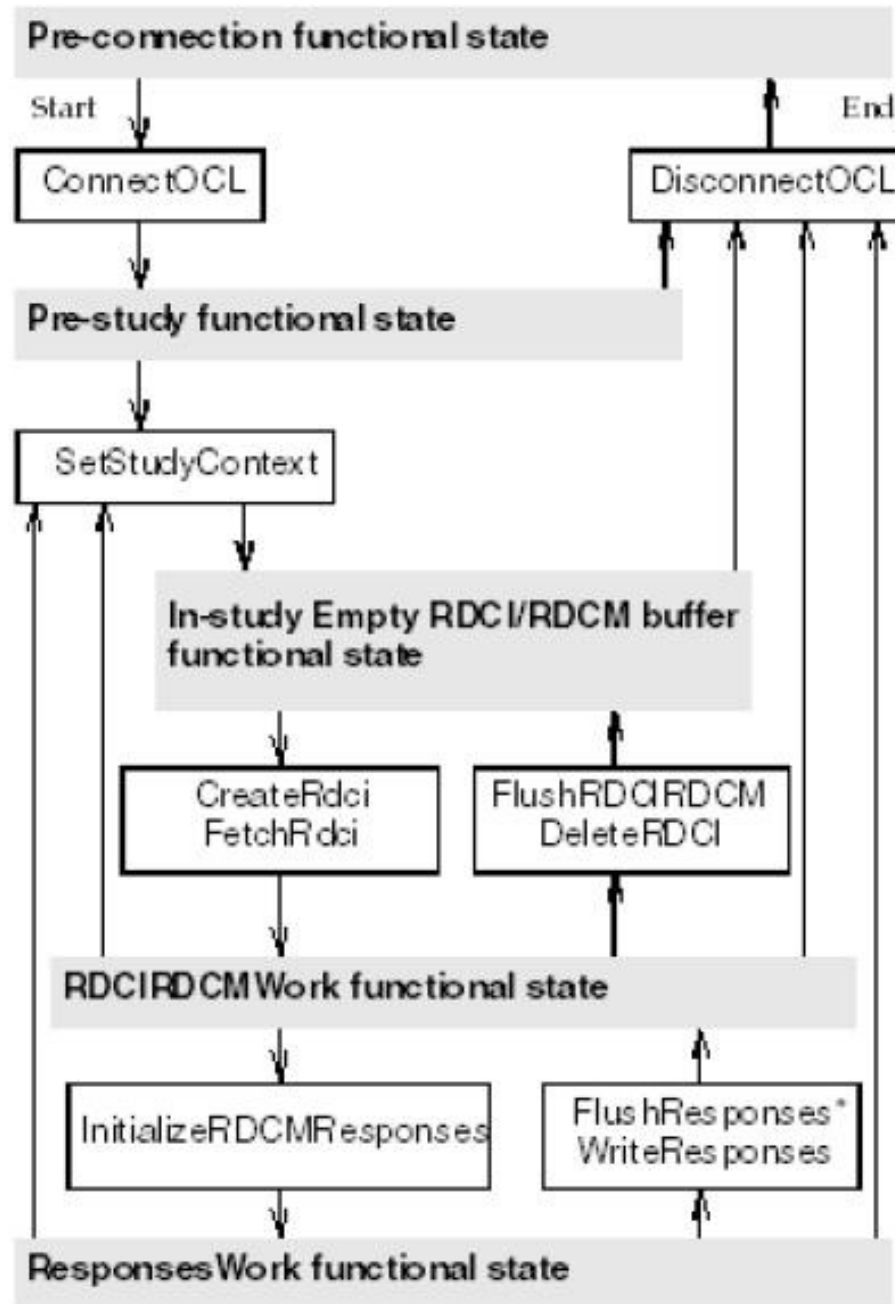 Pre-connection functional state
Start
End
ConnectOCL
DisconnectOCL
Pre-study functional state
SetStudyContext
In-study Empty RDCI/RDCM buffer
functional state
CreateRdci
FetchRdci
FlushRDCIRDCM
DeleteRDCI
RDCIRDCM Work functional state
InitializeRDCMResponses
FlushResponses*
WriteResponses
ResponsesWork functional state